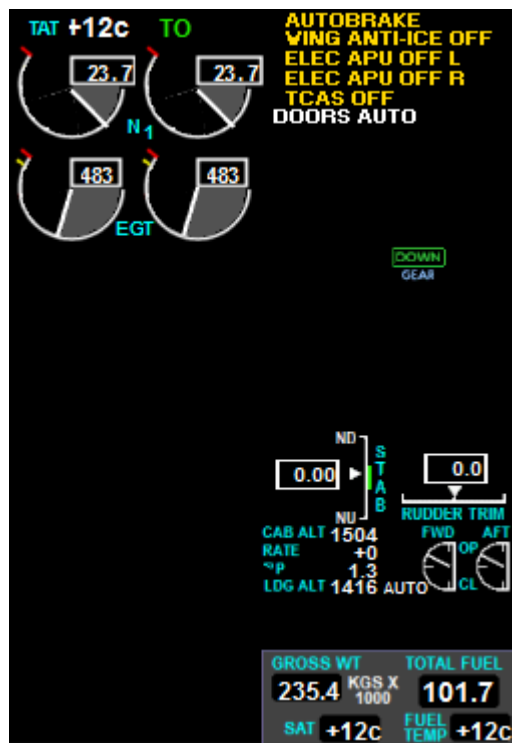 TAT +12c TO
AUTOBRAKE
WING ANTI-ICE OFF
ELEC APU OFF L
ELEC APU OFF R
TCAS OFF
DOORS AUTO
23.7 23.7
N1
483 483
EGT
DOWN
GEAR
ND
STAB
0.00
NU
0.0
RUDDER TRIM
CAB ALT 1504
RATE +0
P 1.3
LDG ALT 1416 AUTO
FWD AFT
OP
CL
GROSS WT TOTAL FUEL
235.4 KGS X 1000 101.7
SAT +12c FUEL TEMP +12c